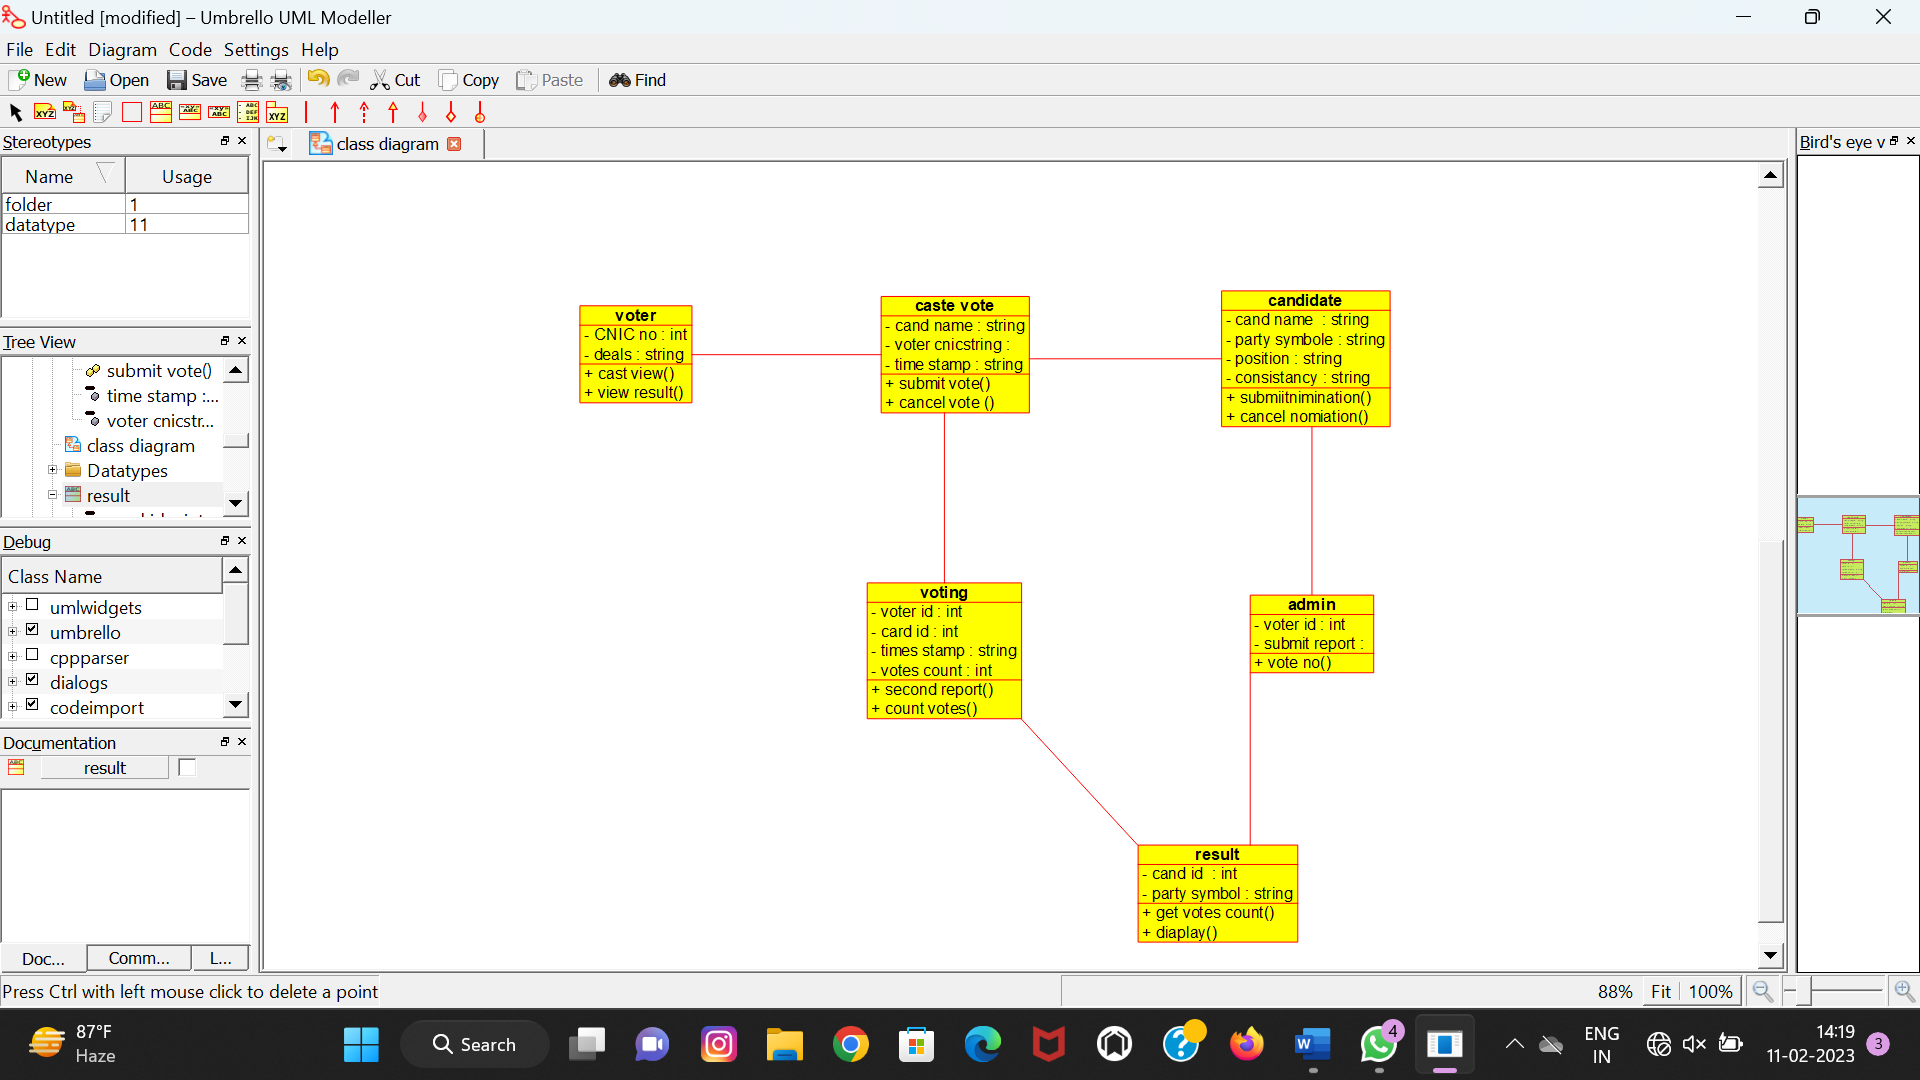 Untitled [modified] – Umbrello UML Modeller
File Edit Diagram Code Settings Help
New Open Save Cut Copy Paste Find
Stereotypes
Name Usage
folder 1
datatype 11
Tree View
submit vote()
time stamp :...
voter cnicstr...
class diagram
Datatypes
result
Debug
Class Name
umlwidgets
umbrello
cppparser
dialogs
codeimport
Documentation
result
Doc... Comm... L...
class diagram
voter
- CNIC no : int
- deals : string
+ cast view()
+ view result()
caste vote
- cand name : string
- voter cnicstring :
- time stamp : string
+ submit vote()
+ cancel vote ()
candidate
- cand name : string
- party symbole : string
- position : string
- consistancy : string
+ submiitnimination()
+ cancel nomiation()
voting
- voter id : int
- card id : int
- times stamp : string
- votes count : int
+ second report()
+ count votes()
admin
- voter id : int
- submit report :
+ vote no()
result
- cand id : int
- party symbol : string
+ get votes count()
+ diaplay()
Bird's eye v
Press Ctrl with left mouse click to delete a point
88% Fit 100%
87°F
Haze
Search
4
ENG
IN
14:19
11-02-2023
3